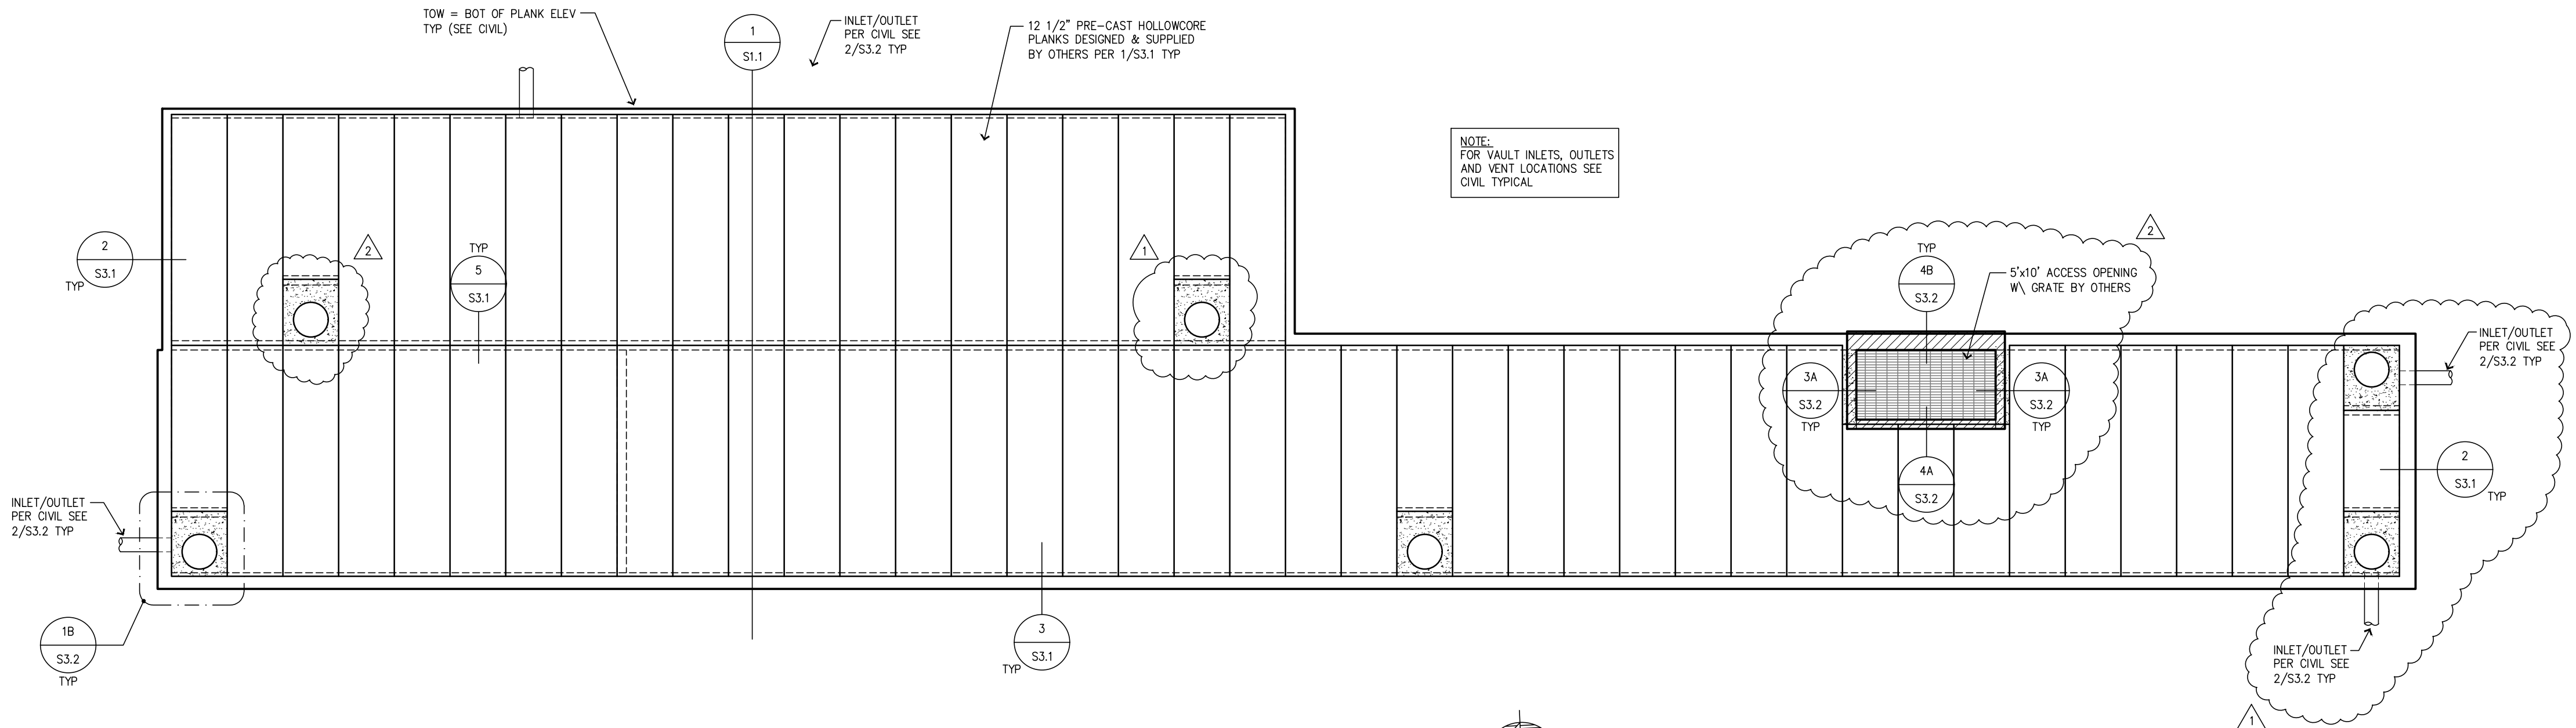 TOW = BOT OF PLANK ELEV
TYP (SEE CIVIL)
1
S1.1
INLET/OUTLET
PER CIVIL SEE
2/S3.2 TYP
12 1/2" PRE-CAST HOLLOWCORE
PLANKS DESIGNED & SUPPLIED
BY OTHERS PER 1/S3.1 TYP
NOTE:
FOR VAULT INLETS, OUTLETS
AND VENT LOCATIONS SEE
CIVIL TYPICAL
2
S3.1
TYP
2
TYP
5
S3.1
1
2
TYP
4B
S3.2
5'x10' ACCESS OPENING
W\ GRATE BY OTHERS
3A
S3.2
TYP
3A
S3.2
TYP
4A
S3.2
INLET/OUTLET
PER CIVIL SEE
2/S3.2 TYP
2
S3.1
TYP
INLET/OUTLET
PER CIVIL SEE
2/S3.2 TYP
1B
S3.2
TYP
3
S3.1
TYP
INLET/OUTLET
PER CIVIL SEE
2/S3.2 TYP
1